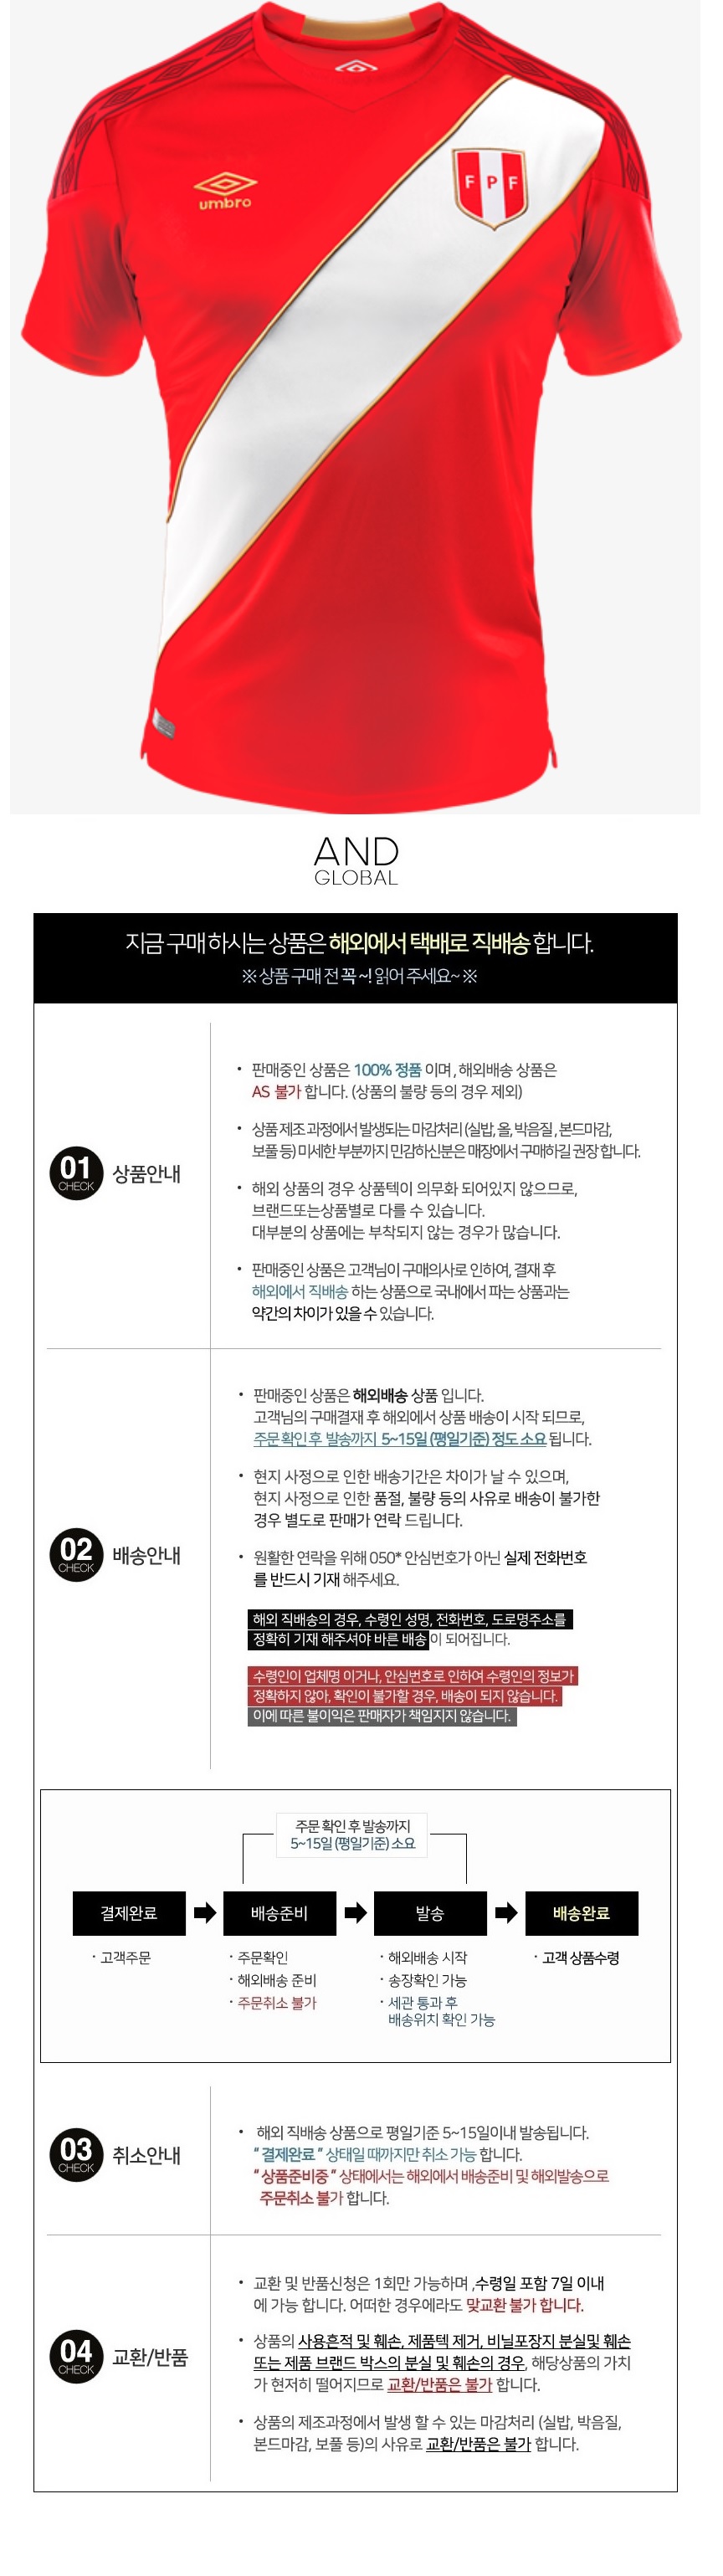 umbro
F P F
AND
GLOBAL
지금 구매 하시는 상품은 해외에서 택배로 직배송 합니다.
※ 상품 구매 전 꼭 ~! 읽어 주세요~ ※
01
CHECK
상품안내
• 판매중인 상품은 100% 정품 이며 , 해외배송 상품은
AS 불가 합니다. (상품의 불량 등의 경우 제외)
• 상품 제조 과정에서 발생되는 마감처리 (실밥, 올, 박음질 , 본드마감,
보풀 등) 미세한 부분까지 민감하신분은 매장에서 구매하길 권장 합니다.
• 해외 상품의 경우 상품텍이 의무화 되어있지 않으므로,
브랜드또는상품별로 다를 수 있습니다.
대부분의 상품에는 부착되지 않는 경우가 많습니다.
• 판매중인 상품은 고객님이 구매의사로 인하여, 결재 후
해외에서 직배송 하는 상품으로 국내에서 파는 상품과는
약간의 차이가 있을 수 있습니다.
02
CHECK
배송안내
• 판매중인 상품은 해외배송 상품 입니다.
고객님의 구매결재 후 해외에서 상품 배송이 시작 되므로,
주문 확인 후 발송까지 5~15일 (평일기준) 정도 소요 됩니다.
• 현지 사정으로 인한 배송기간은 차이가 날 수 있으며,
현지 사정으로 인한 품절, 불량 등의 사유로 배송이 불가한
경우 별도로 판매가 연락 드립니다.
• 원활한 연락을 위해 050* 안심번호가 아닌 실제 전화번호
를 반드시 기재 해주세요.
해외 직배송의 경우, 수령인 성명, 전화번호, 도로명주소를
정확히 기재 해주셔야 바른 배송이 되어집니다.
수령인이 업체명 이거나, 안심번호로 인하여 수령인의 정보가
정확하지 않아, 확인이 불가할 경우, 배송이 되지 않습니다.
이에 따른 불이익은 판매자가 책임지지 않습니다.
주문 확인 후 발송까지
5~15일 (평일기준) 소요
결제완료
배송준비
발송
배송완료
· 고객주문
· 주문확인
· 해외배송 준비
· 주문취소 불가
· 해외배송 시작
· 송장확인 가능
· 세관 통과 후
배송위치 확인 가능
· 고객 상품수령
03
CHECK
취소안내
• 해외 직배송 상품으로 평일기준 5~15일이내 발송됩니다.
“ 결제완료 ” 상태일 때까지만 취소 가능 합니다.
“ 상품준비중 ” 상태에서는 해외에서 배송준비 및 해외발송으로
주문취소 불가 합니다.
04
CHECK
교환/반품
• 교환 및 반품신청은 1회만 가능하며 ,수령일 포함 7일 이내
에 가능 합니다. 어떠한 경우에라도 맞교환 불가 합니다.
• 상품의 사용흔적 및 훼손, 제품텍 제거, 비닐포장지 분실및 훼손
또는 제품 브랜드 박스의 분실 및 훼손의 경우, 해당상품의 가치
가 현저히 떨어지므로 교환/반품은 불가 합니다.
• 상품의 제조과정에서 발생 할 수 있는 마감처리 (실밥, 박음질,
본드마감, 보풀 등)의 사유로 교환/반품은 불가 합니다.